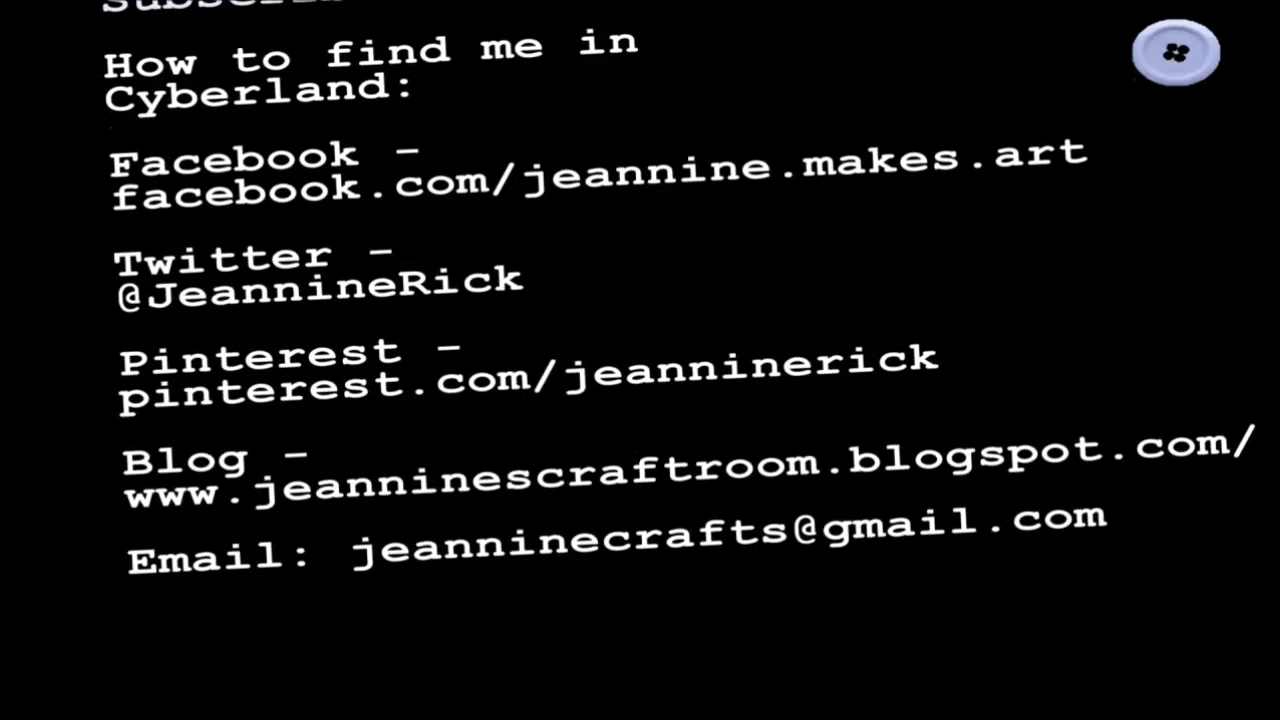 How to find me in
Cyberland:
Facebook -
facebook.com/jeannine.makes.art
Twitter -
@JeannineRick
Pinterest -
pinterest.com/jeanninerick
Blog -
www.jeanninescraftroom.blogspot.com/
Email: jeanninecrafts@gmail.com